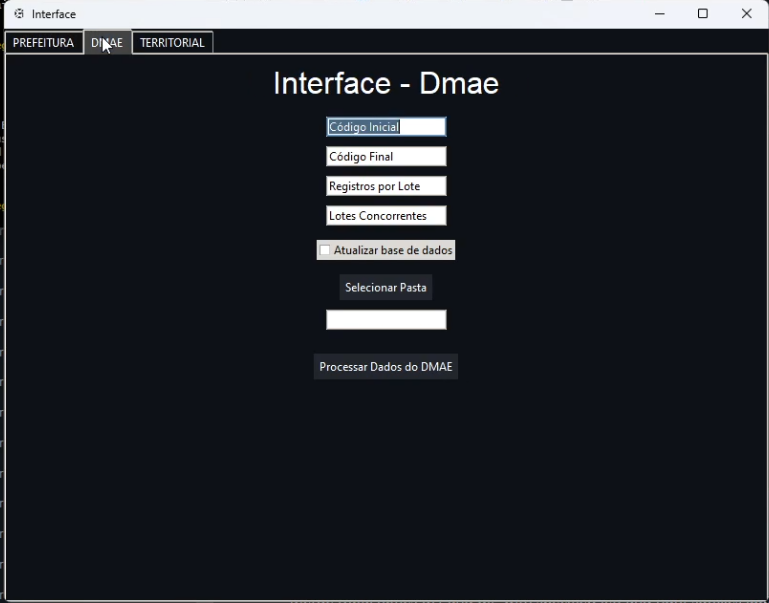 Interface
PREFEITURA DMAE TERRITORIAL
Interface - Dmae
Código Inicial
Código Final
Registros por Lote
Lotes Concorrentes
Atualizar base de dados
Selecionar Pasta
Processar Dados do DMAE